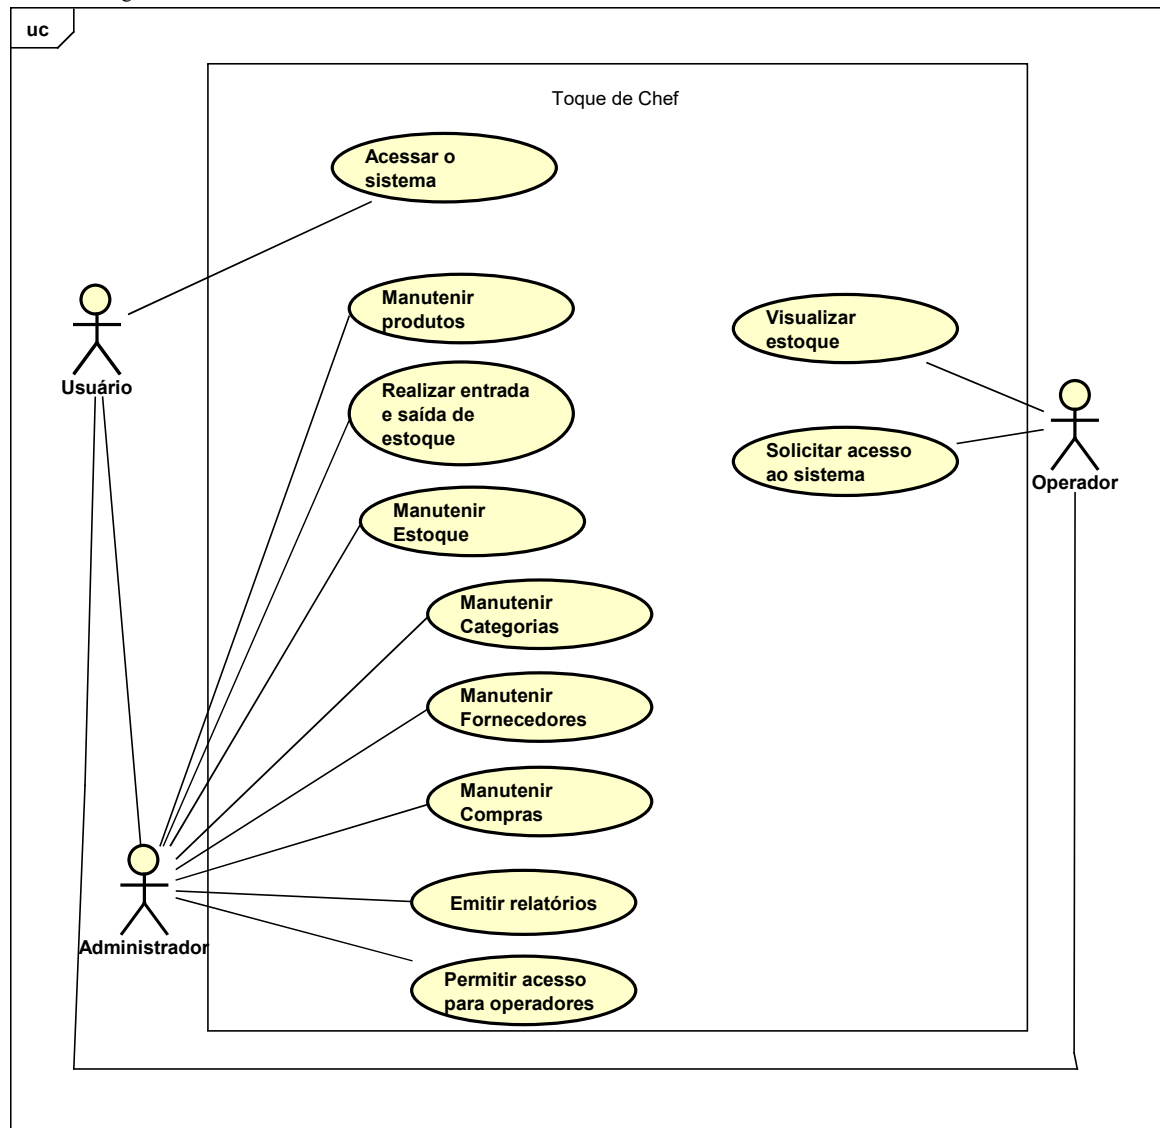 uc
Toque de Chef
Acessar o
sistema
Manutenir
produtos
Visualizar
estoque
Usuário
Realizar entrada
e saída de
estoque
Solicitar acesso
ao sistema
Operador
Manutenir
Estoque
Manutenir
Categorias
Manutenir
Fornecedores
Manutenir
Compras
Emitir relatórios
Administrador
Permitir acesso
para operadores